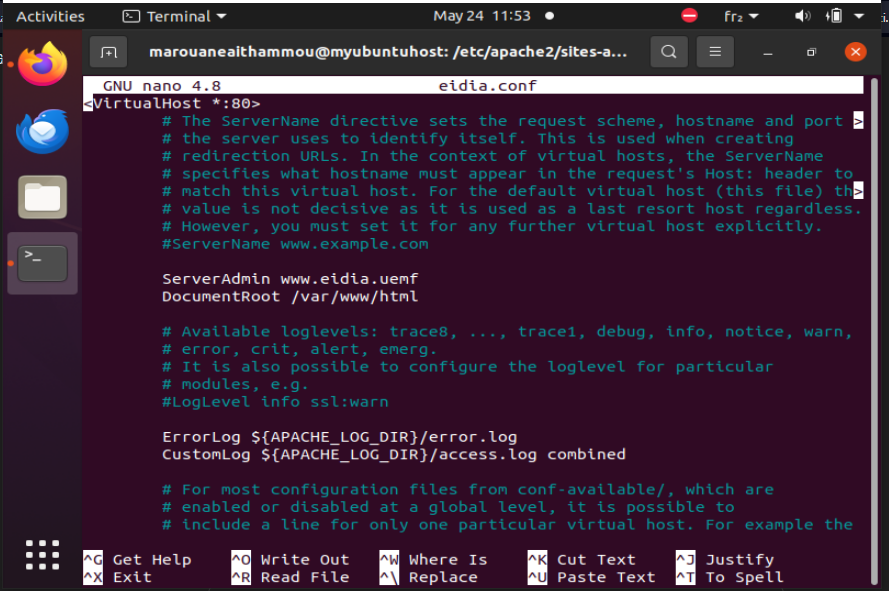 Activities Terminal May 24 11:53 fr₂
marouaneaithammou@myubuntuhost: /etc/apache2/sites-a...
GNU nano 4.8 eidia.conf
<VirtualHost *:80>
# The ServerName directive sets the request scheme, hostname and port >
# the server uses to identify itself. This is used when creating
# redirection URLs. In the context of virtual hosts, the ServerName
# specifies what hostname must appear in the request's Host: header to
# match this virtual host. For the default virtual host (this file) th>
# value is not decisive as it is used as a last resort host regardless.
# However, you must set it for any further virtual host explicitly.
#ServerName www.example.com
ServerAdmin www.eidia.uemf
DocumentRoot /var/www/html
# Available loglevels: trace8, ..., trace1, debug, info, notice, warn,
# error, crit, alert, emerg.
# It is also possible to configure the loglevel for particular
# modules, e.g.
#LogLevel info ssl:warn
ErrorLog ${APACHE_LOG_DIR}/error.log
CustomLog ${APACHE_LOG_DIR}/access.log combined
# For most configuration files from conf-available/, which are
# enabled or disabled at a global level, it is possible to
# include a line for only one particular virtual host. For example the
^G Get Help ^O Write Out ^W Where Is ^K Cut Text ^J Justify
^X Exit ^R Read File ^\ Replace ^U Paste Text ^T To Spell